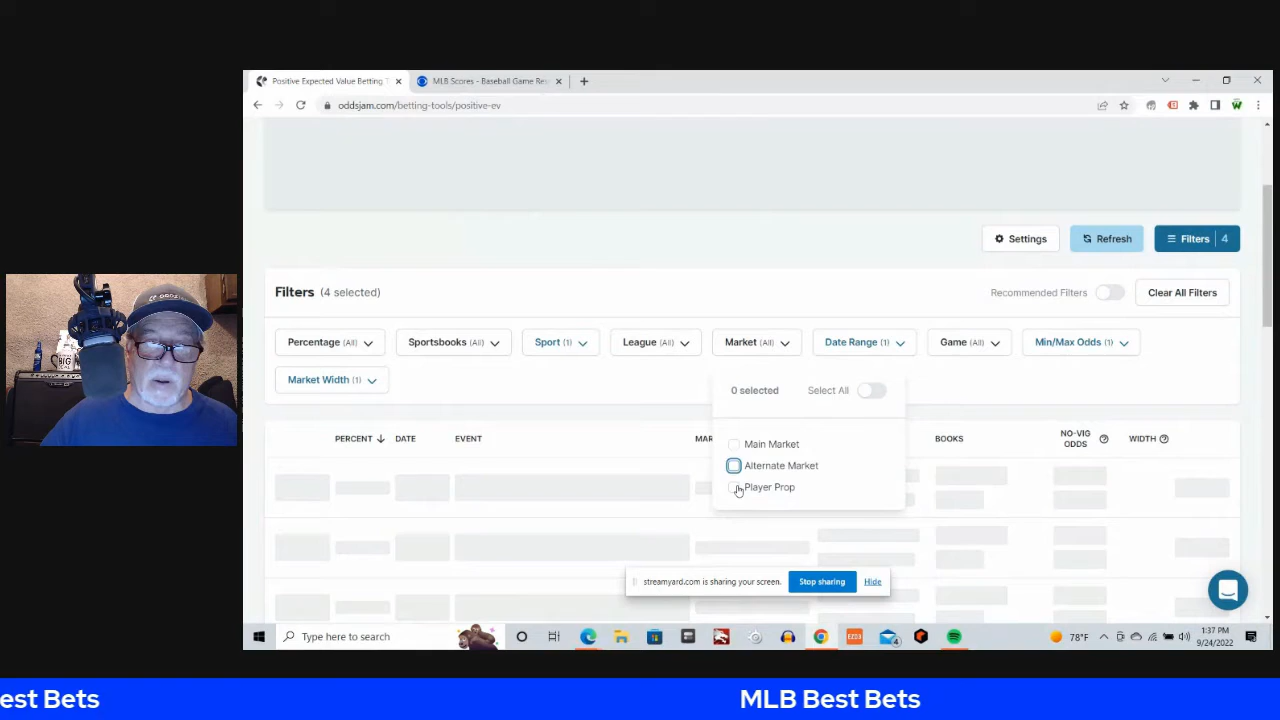 Positive Expected Value Betting T
MLB Scores - Baseball Game Res
oddsjam.com/betting-tools/positive-ev
Settings
Refresh
Filters 4
Filters (4 selected)
Recommended Filters
Clear All Filters
Percentage (All)
Sportsbooks (All)
Sport (1)
League (All)
Market (All)
Date Range (1)
Game (All)
Min/Max Odds (1)
Market Width (1)
0 selected
Select All
Main Market
Alternate Market
Player Prop
PERCENT
DATE
EVENT
MAR
BOOKS
NO-VIG
ODDS
WIDTH
streamyard.com is sharing your screen.
Stop sharing
Hide
Type here to search
78°F
1:37 PM
9/24/2022
est Bets
MLB Best Bets